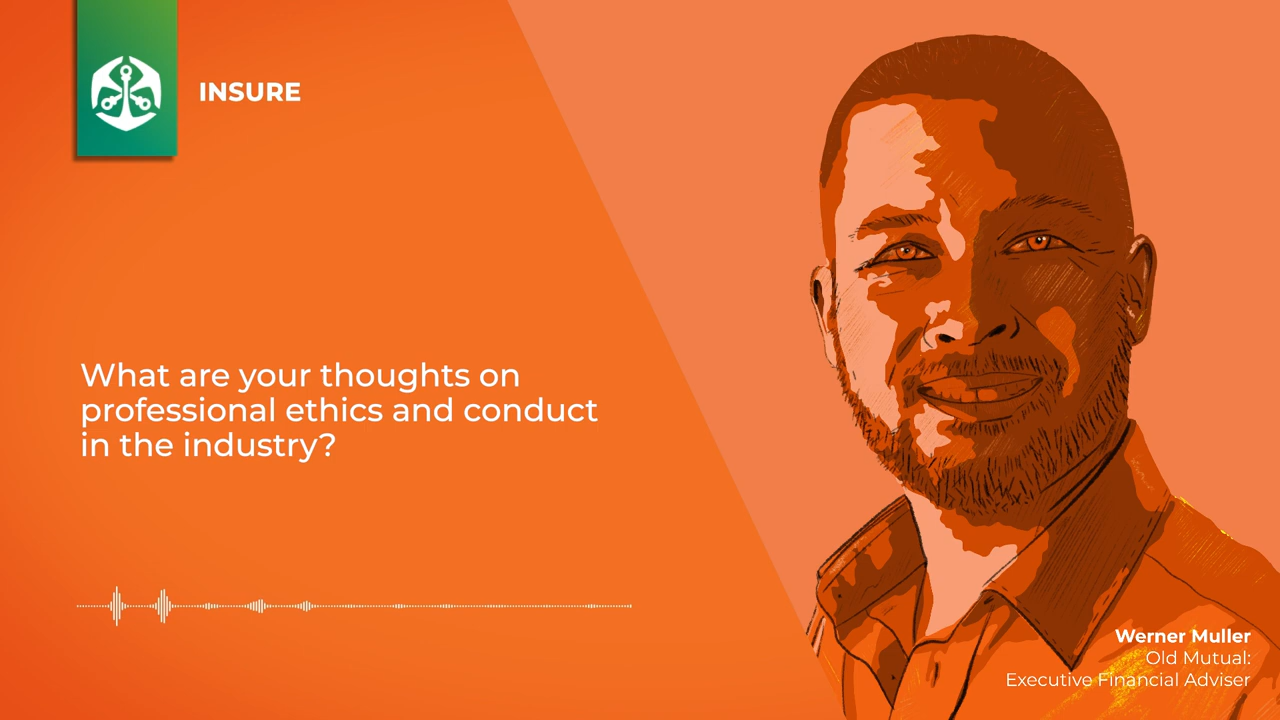 INSURE
What are your thoughts on
professional ethics and conduct
in the industry?
Werner Muller
Old Mutual:
Executive Financial Adviser